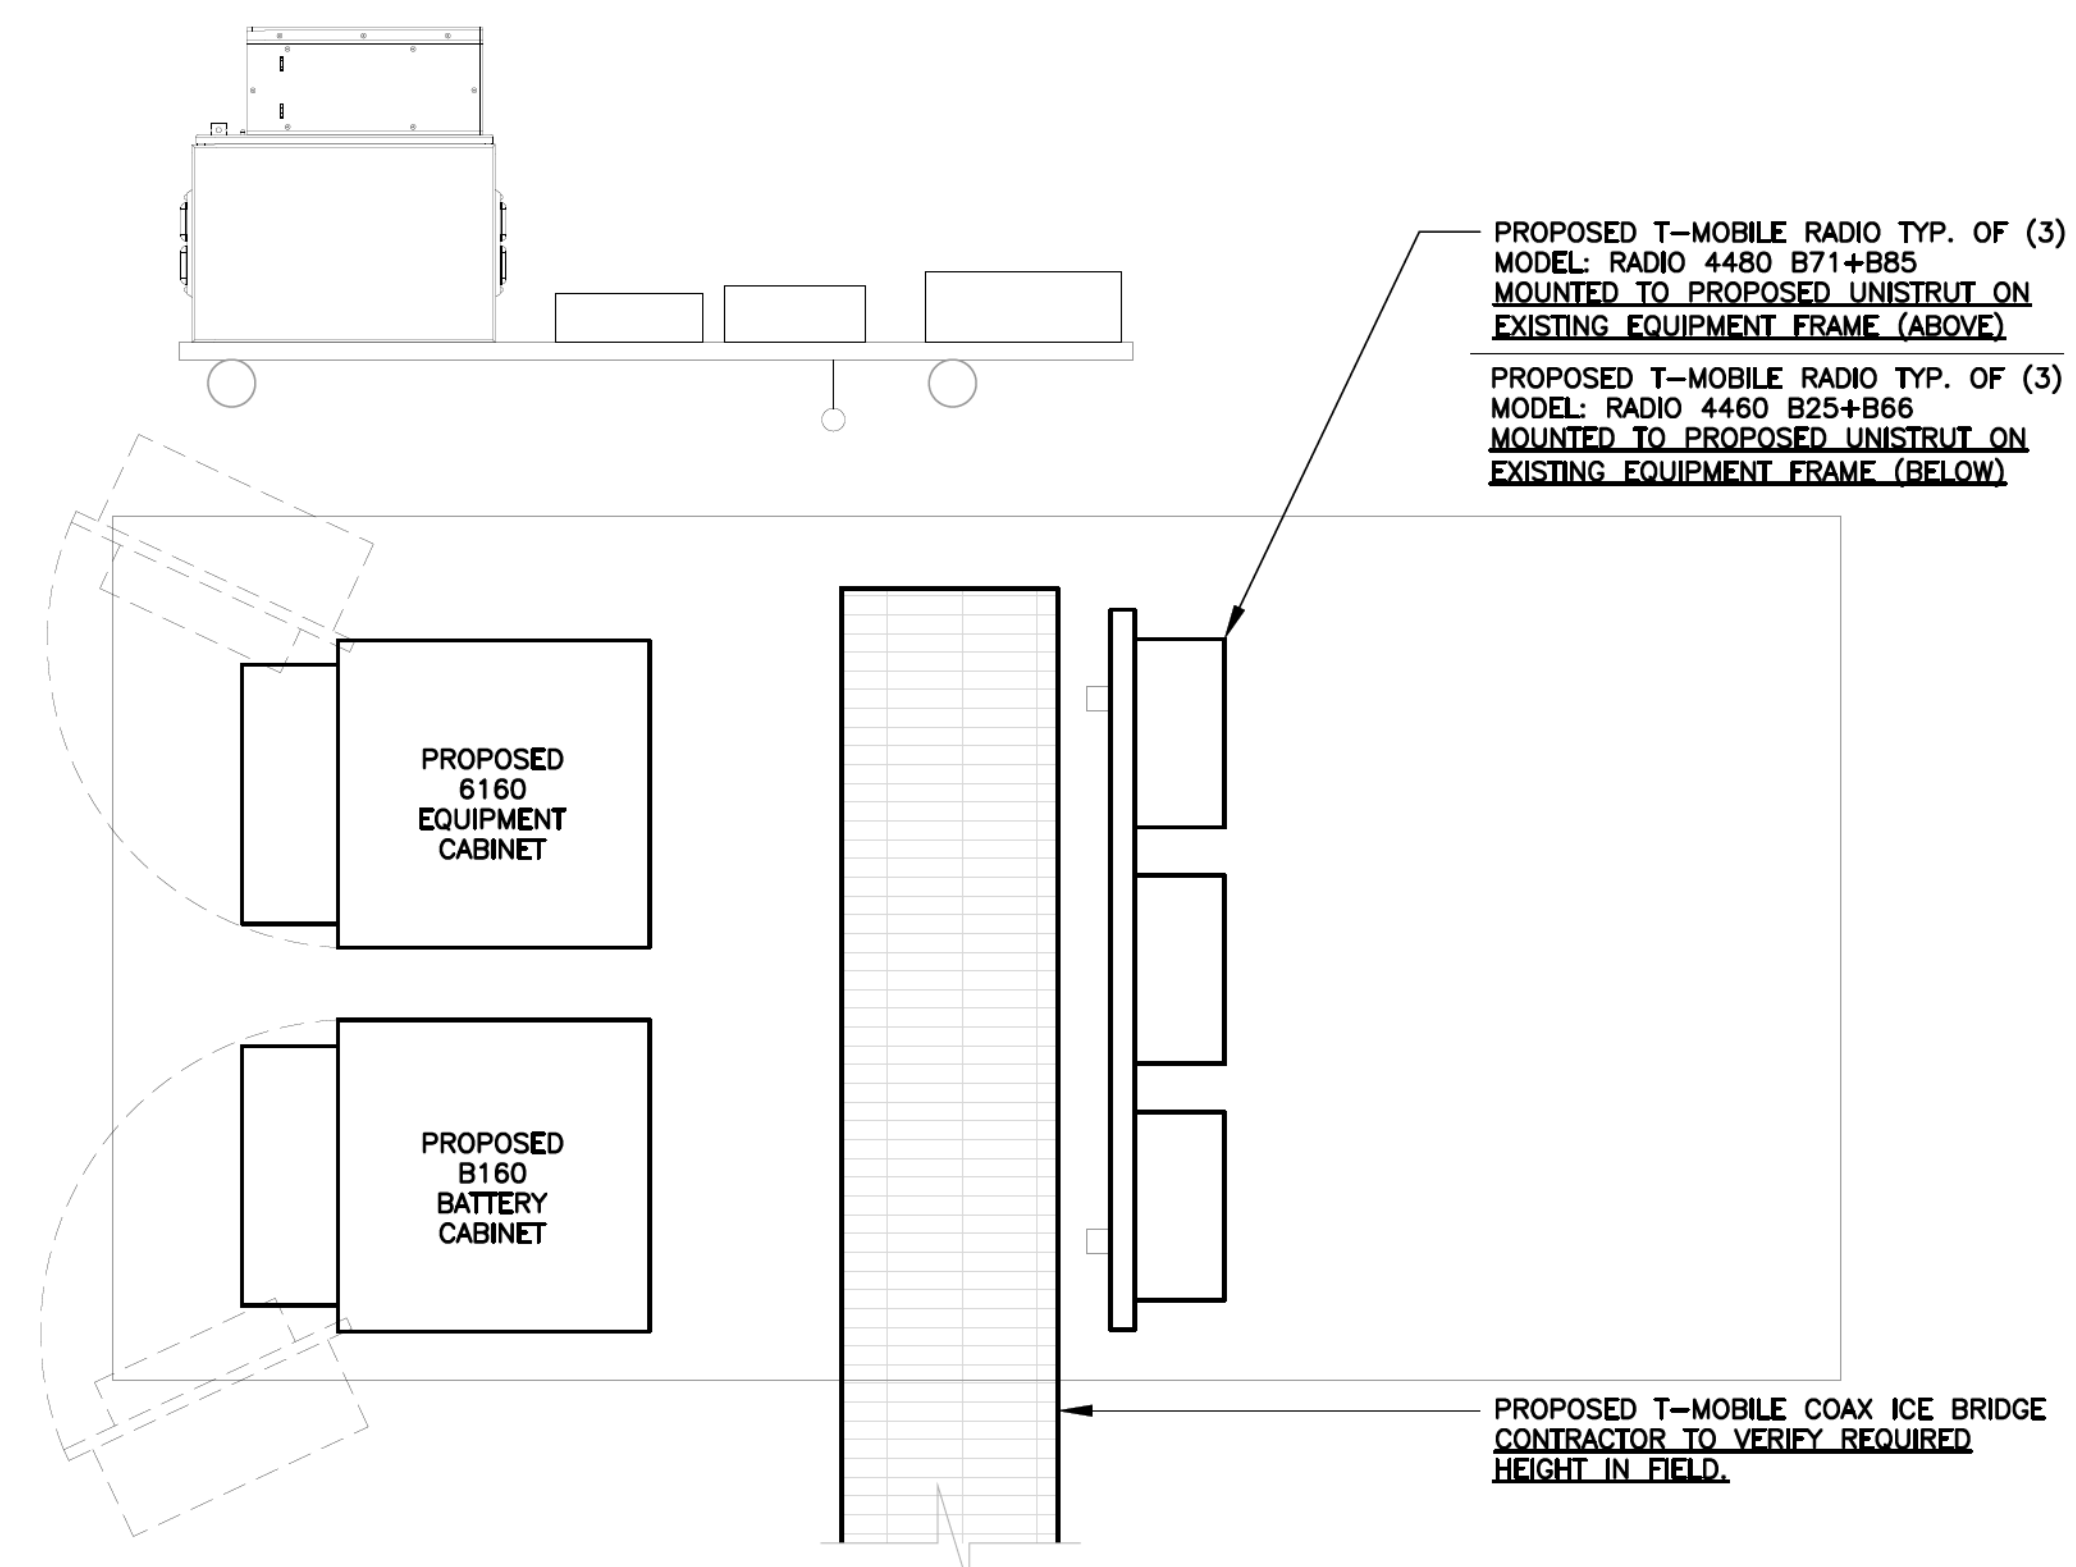 PROPOSED T-MOBILE RADIO TYP. OF (3)
MODEL: RADIO 4480 B71+B85
MOUNTED TO PROPOSED UNISTRUT ON
EXISTING EQUIPMENT FRAME (ABOVE)
PROPOSED T-MOBILE RADIO TYP. OF (3)
MODEL: RADIO 4460 B25+B66
MOUNTED TO PROPOSED UNISTRUT ON
EXISTING EQUIPMENT FRAME (BELOW)
PROPOSED
6160
EQUIPMENT
CABINET
PROPOSED
B160
BATTERY
CABINET
PROPOSED T-MOBILE COAX ICE BRIDGE
CONTRACTOR TO VERIFY REQUIRED
HEIGHT IN FIELD.